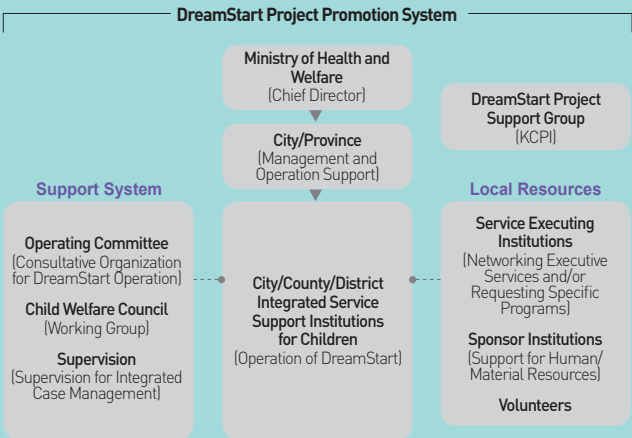 DreamStart Project Promotion System
Ministry of Health and
Welfare
(Chief Director)
DreamStart Project
Support Group
(KCPI)
City/Province
(Management and
Operation Support)
Support System
Operating Committee
(Consultative Organization
for DreamStart Operation)
Child Welfare Council
(Working Group)
Supervision
(Supervision for Integrated
Case Management)
City/County/District
Integrated Service
Support Institutions
for Children
(Operation of DreamStart)
Local Resources
Service Executing
Institutions
(Networking Executive
Services and/or
Requesting Specific
Programs)
Sponsor Institutions
(Support for Human/
Material Resources)
Volunteers